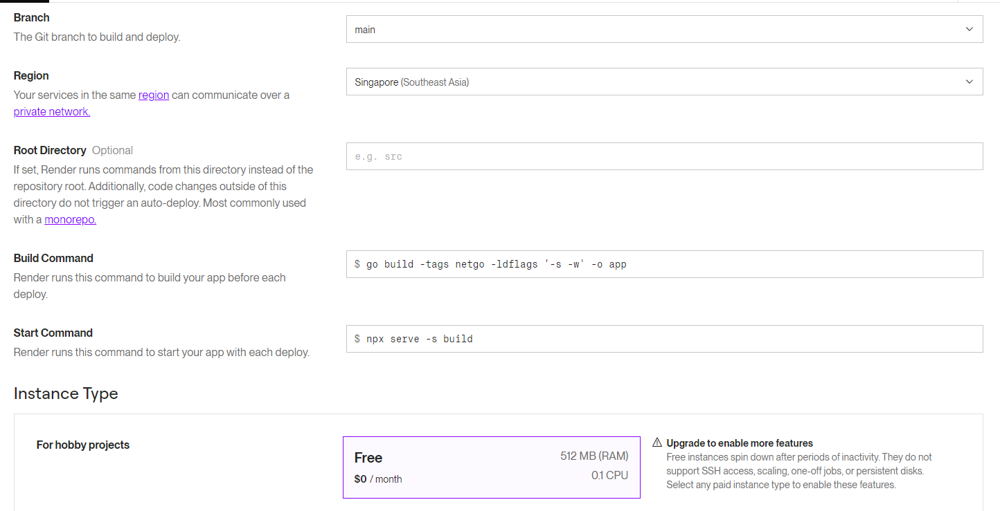 Branch
The Git branch to build and deploy.
main
Region
Your services in the same region can communicate over a
private network.
Singapore (Southeast Asia)
Root Directory Optional
If set, Render runs commands from this directory instead of the
repository root. Additionally, code changes outside of this
directory do not trigger an auto-deploy. Most commonly used
with a monorepo.
e.g. src
Build Command
Render runs this command to build your app before each
deploy.
$ go build -tags netgo -ldflags '-s -w' -o app
Start Command
Render runs this command to start your app with each deploy.
$ npx serve -s build
Instance Type
For hobby projects
Free
512 MB (RAM)
$0 / month
0.1 CPU
Upgrade to enable more features
Free instances spin down after periods of inactivity. They do not
support SSH access, scaling, one-off jobs, or persistent disks.
Select any paid instance type to enable these features.